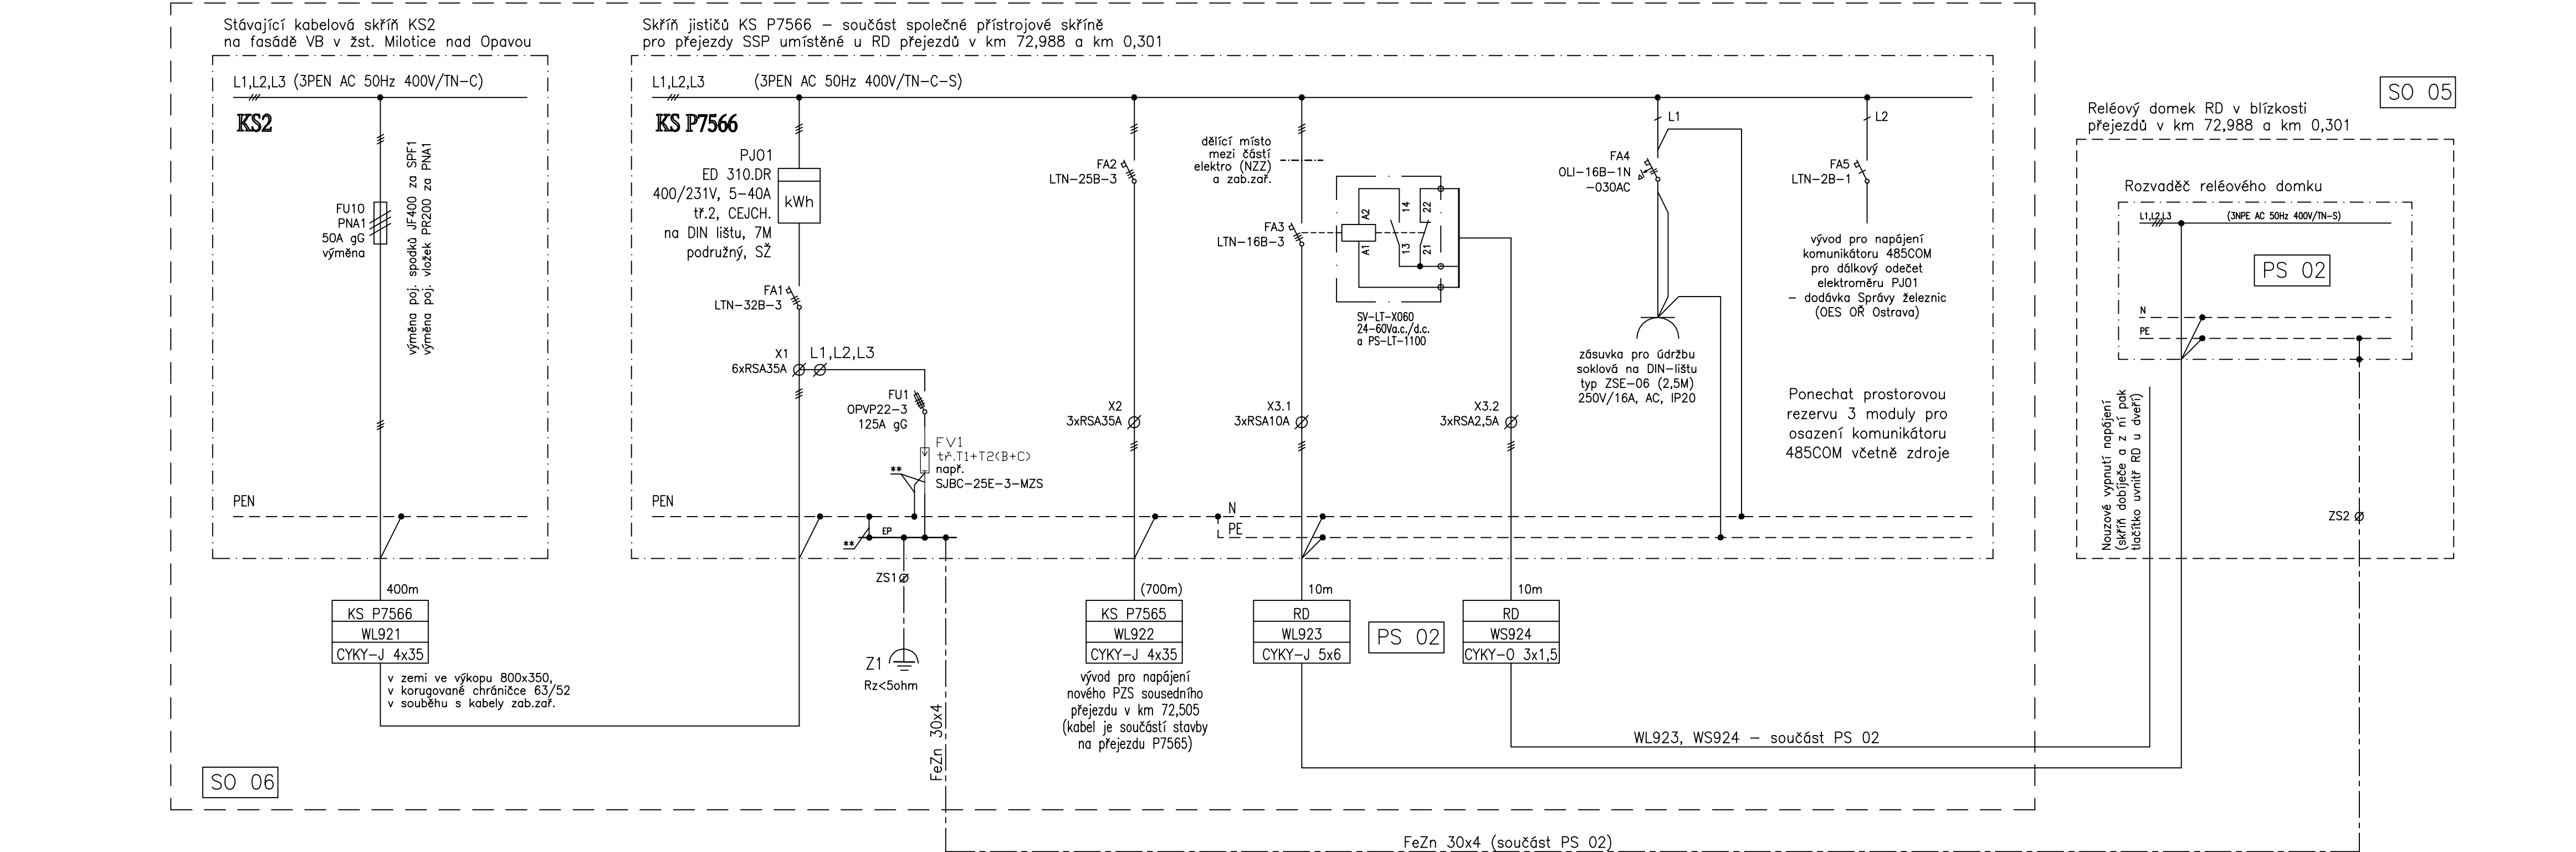 Stávající kabelová skříň KS2
na fasádě VB v žst. Milotice nad Opavou
L1,L2,L3 (3PEN AC 50Hz 400V/TN-C)
KS2
FU10
PNA1
50A gG
výměna
výměna poj. spodků JF400 za SPF1
výměna poj. vložek PR200 za PNA1
PEN
400m
KS P7566
WL921
CYKY-J 4x35
v zemi ve výkopu 800x350,
v korugované chráničce 63/52
v souběhu s kabely zab.zař.
SO 06
Skříň jističů KS P7566 – součást společné přístrojové skříně
pro přejezdy SSP umístěné u RD přejezdů v km 72,988 a km 0,301
L1,L2,L3 (3PEN AC 50Hz 400V/TN-C-S)
KS P7566
PJ01
ED 310.DR
400/231V, 5-40A
tř.2, CEJCH.
na DIN lištu, 7M
podružný, SŽ
kWh
FA1
LTN-32B-3
X1
6xRSA35A
L1,L2,L3
FU1
OPVP22-3
125A gG
FV1
tř.T1+T2(B+C)
např.
SJBC-25E-3-MZS
**
PEN
**
EP
ZS1
Z1
Rz<5ohm
FeZn 30x4
FA2
LTN-25B-3
X2
3xRSA35A
(700m)
KS P7565
WL922
CYKY-J 4x35
vývod pro napájení
nového PZS sousedního
přejezdu v km 72,505
(kabel je součástí stavby
na přejezdu P7565)
dělící místo
mezi částí
elektro (NZZ)
a zab.zař.
FA3
LTN-16B-3
A2
A1
14
13
22
21
SV-LT-X060
24-60Va.c./d.c.
a PS-LT-1100
X3.1
3xRSA10A
X3.2
3xRSA2,5A
N
PE
10m
RD
WL923
CYKY-J 5x6
PS 02
10m
RD
WS924
CYKY-O 3x1,5
L1
FA4
OLI-16B-1N
-030AC
zásuvka pro údržbu
soklová na DIN-lištu
typ ZSE-06 (2,5M)
250V/16A, AC, IP20
L2
FA5
LTN-2B-1
vývod pro napájení
komunikátoru 485COM
pro dálkový odečet
elektroměru PJ01
– dodávka Správy železnic
(OES OŘ Ostrava)
Ponechat prostorovou
rezervu 3 moduly pro
osazení komunikátoru
485COM včetně zdroje
WL923, WS924 – součást PS 02
FeZn 30x4 (součást PS 02)
SO 05
Reléový domek RD v blízkosti
přejezdů v km 72,988 a km 0,301
Rozvaděč reléového domku
L1,L2,L3 (3NPE AC 50Hz 400V/TN-S)
PS 02
N
PE
Nouzové vypnutí napájení
(skříň dobíječe a z ní pak
tlačítko uvnitř RD u dveří)
ZS2